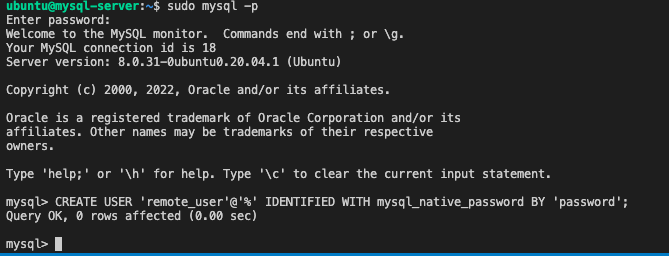 ubuntu@mysql-server:~$ sudo mysql -p
Enter password:
Welcome to the MySQL monitor.  Commands end with ; or \g.
Your MySQL connection id is 18
Server version: 8.0.31-0ubuntu0.20.04.1 (Ubuntu)
Copyright (c) 2000, 2022, Oracle and/or its affiliates.
Oracle is a registered trademark of Oracle Corporation and/or its
affiliates. Other names may be trademarks of their respective
owners.
Type 'help;' or '\h' for help. Type '\c' to clear the current input statement.
mysql> CREATE USER 'remote_user'@'%' IDENTIFIED WITH mysql_native_password BY 'password';
Query OK, 0 rows affected (0.00 sec)
mysql>